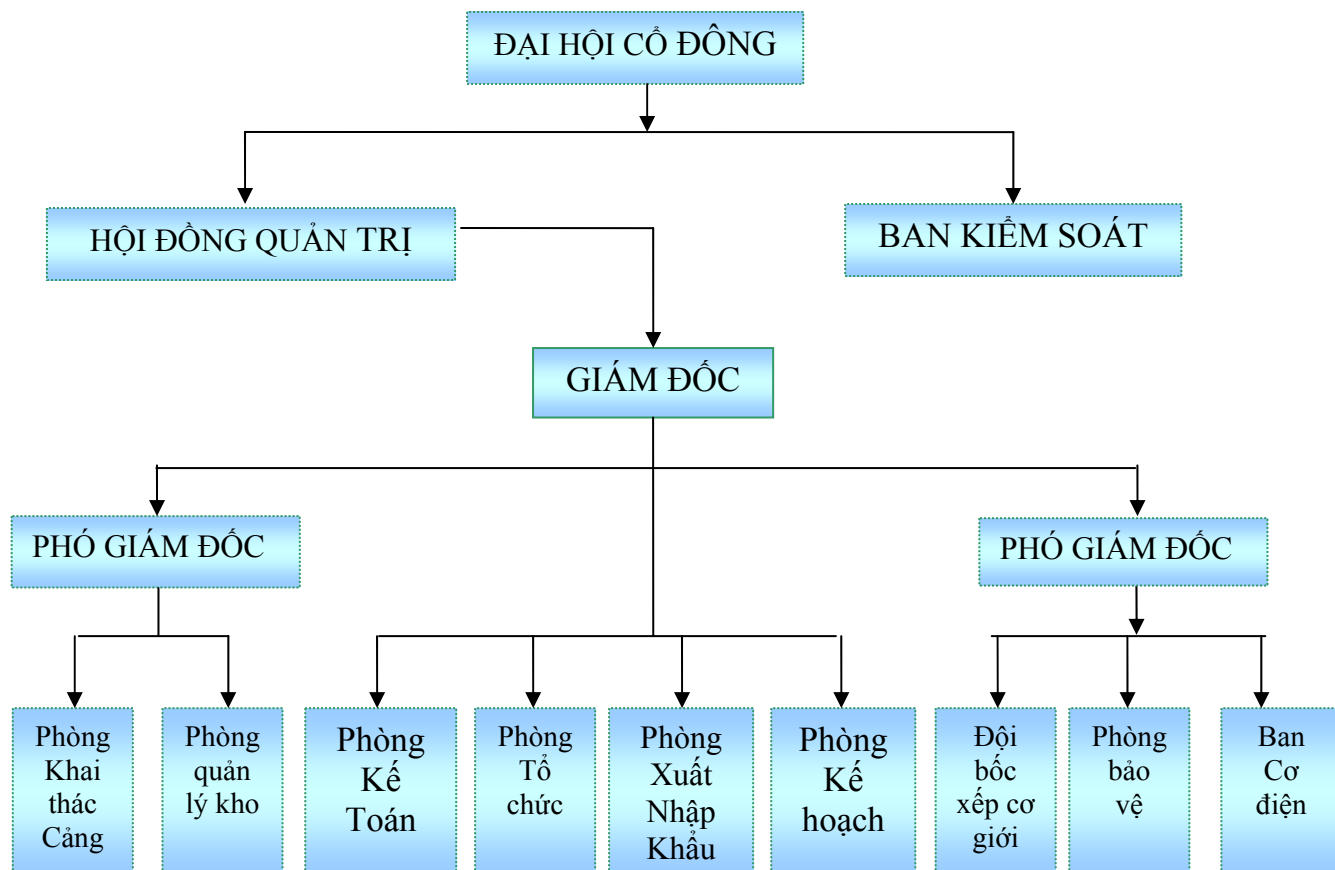 ĐẠI HỘI CỔ ĐÔNG
HỘI ĐỒNG QUẢN TRỊ
BAN KIỂM SOÁT
GIÁM ĐỐC
PHÓ GIÁM ĐỐC
PHÓ GIÁM ĐỐC
Phòng
Khai
thác
Cảng
Phòng
quản
lý kho
Phòng
Kế
Toán
Phòng
Tổ
chức
Phòng
Xuất
Nhập
Khẩu
Phòng
Kế
hoạch
Đội
bốc
xếp cơ
giới
Phòng
bảo
vệ
Ban
Cơ
điện